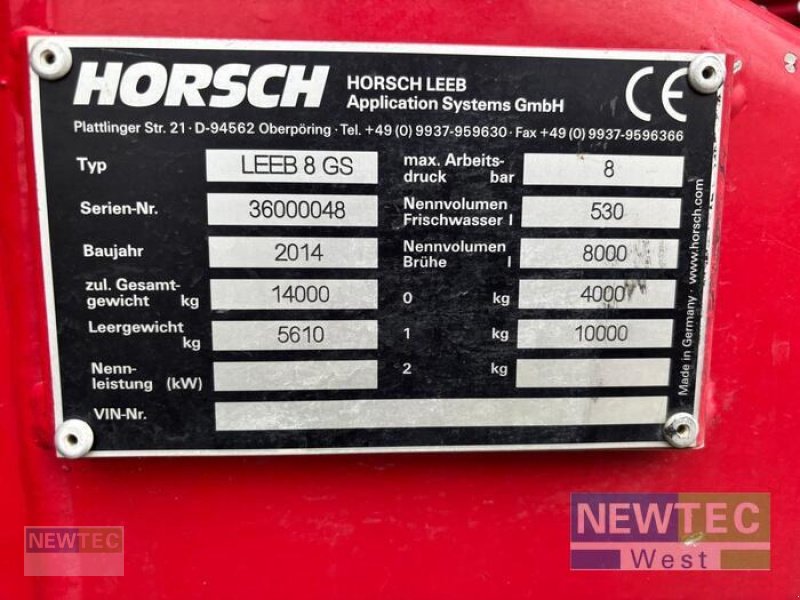 HORSCH HORSCH LEEB
Application Systems GmbH
CE
Plattlinger Str. 21 · D-94562 Oberpöring · Tel. +49 (0) 9937-959630 · Fax +49 (0) 9937-9596366
Typ LEEB 8 GS
Serien-Nr. 36000048
Baujahr 2014
zul. Gesamt-
gewicht kg 14000
Leergewicht
kg 5610
Nenn-
leistung (kW)
VIN-Nr.
max. Arbeits-
druck bar 8
Nennvolumen
Frischwasser l 530
Nennvolumen
Brühe l 8000
0 kg 4000
1 kg 10000
2 kg
Made in Germany · www.horsch.com
NEWTEC
NEWTEC
West